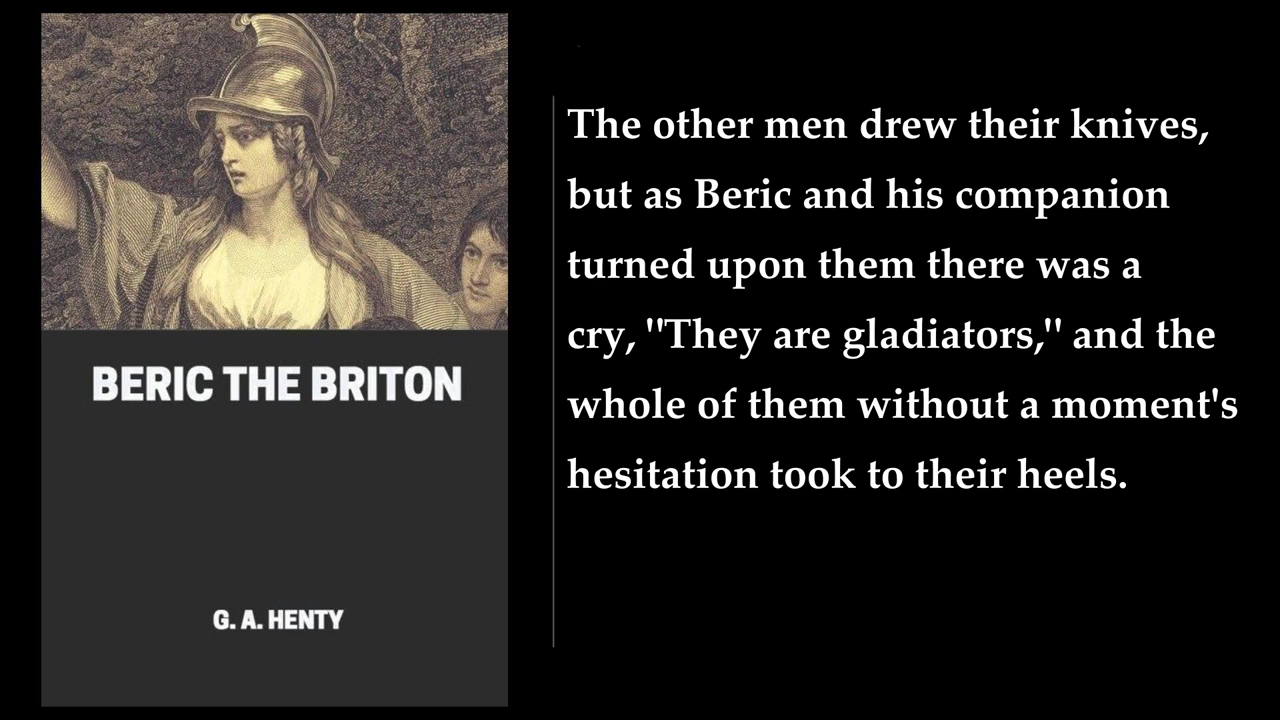 BERIC THE BRITON
G. A. HENTY
The other men drew their knives,
but as Beric and his companion
turned upon them there was a
cry, "They are gladiators," and the
whole of them without a moment's
hesitation took to their heels.